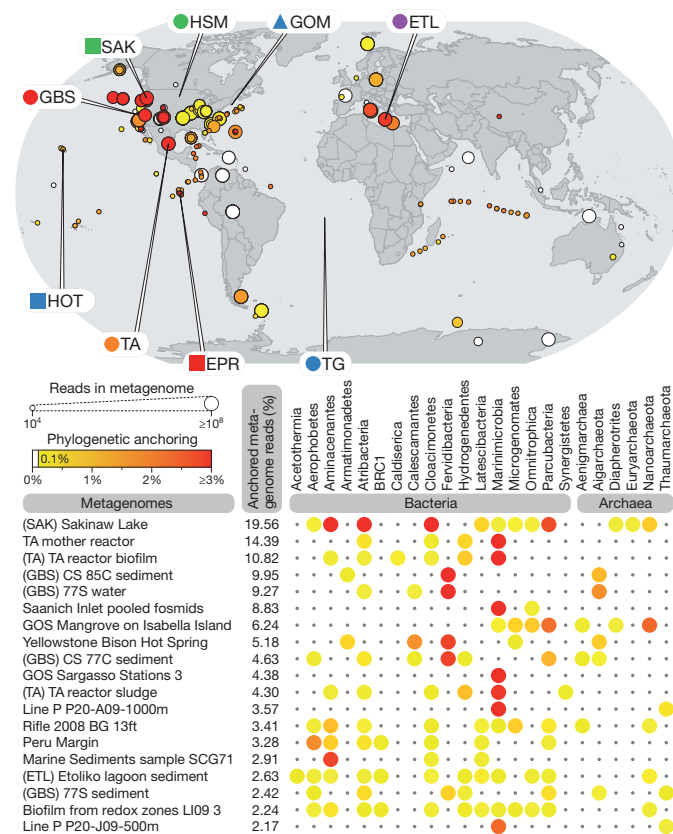 HSM
GOM
ETL
SAK
GBS
HOT
TA
EPR
TG
Reads in metagenome
10⁴
≥10⁸
Phylogenetic anchoring
0.1%
0% 1% 2% ≥3%
Metagenomes
Anchored meta-
genome reads (%)
Acetothermia
Aerophobetes
Aminacenantes
Armatimonadetes
Atribacteria
BRC1
Caldiserica
Calescamantes
Cloacimonetes
Fervidibacteria
Hydrogenedentes
Latescibacteria
Marinimicrobia
Microgenomates
Omnitrophica
Parcubacteria
Synergistetes
Aenigmarchaea
Aigarchaeota
Diapherotrites
Euryarchaeota
Nanoarchaeota
Thaumarchaeota
Bacteria
Archaea
(SAK) Sakinaw Lake 19.56
TA mother reactor 14.39
(TA) TA reactor biofilm 10.82
(GBS) CS 85C sediment 9.95
(GBS) 77S water 9.27
Saanich Inlet pooled fosmids 8.83
GOS Mangrove on Isabella Island 6.24
Yellowstone Bison Hot Spring 5.18
(GBS) CS 77C sediment 4.63
GOS Sargasso Stations 3 4.38
(TA) TA reactor sludge 4.30
Line P P20-A09-1000m 3.57
Rifle 2008 BG 13ft 3.41
Peru Margin 3.28
Marine Sediments sample SCG71 2.91
(ETL) Etoliko lagoon sediment 2.63
(GBS) 77S sediment 2.42
Biofilm from redox zones LI09 3 2.24
Line P P20-J09-500m 2.17